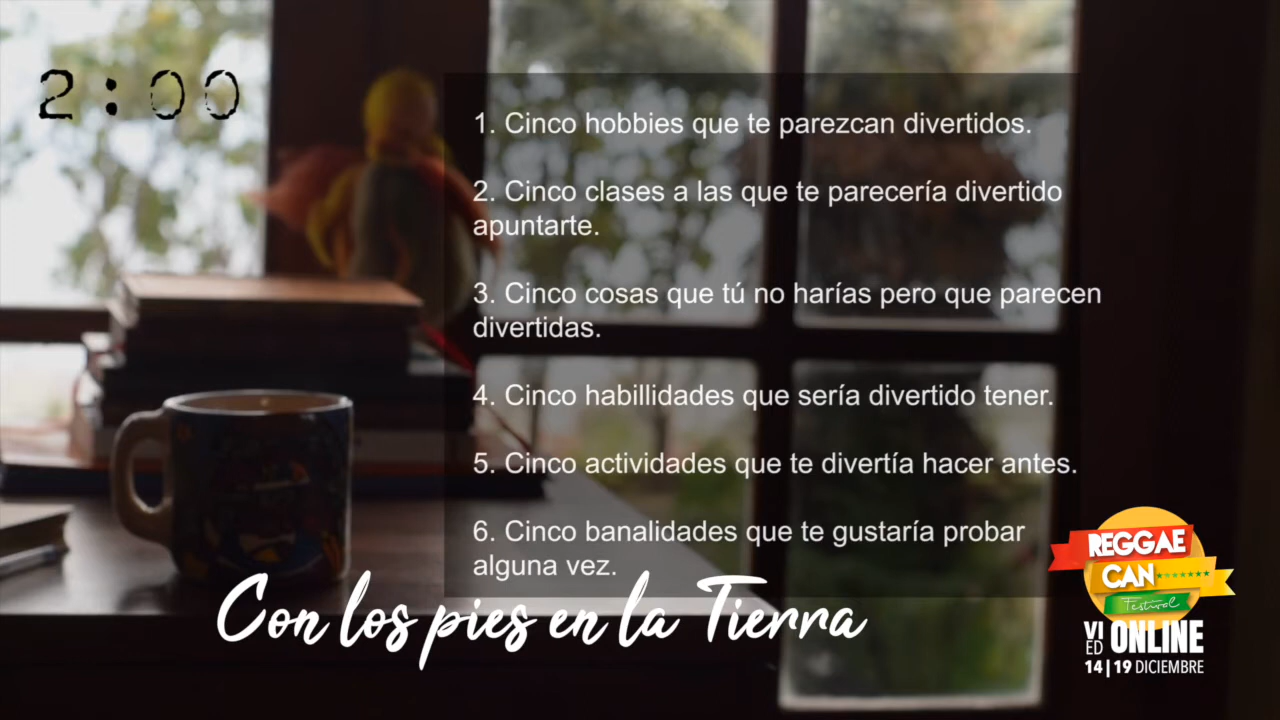 2:00
1. Cinco hobbies que te parezcan divertidos.
2. Cinco clases a las que te parecería divertido
apuntarte.
3. Cinco cosas que tú no harías pero que parecen
divertidas.
4. Cinco habillidades que sería divertido tener.
5. Cinco actividades que te divertía hacer antes.
6. Cinco banalidades que te gustaría probar
alguna vez.
Con los pies en la Tierra
REGGAE
CAN
Festival
VI ED ONLINE
14|19 DICIEMBRE